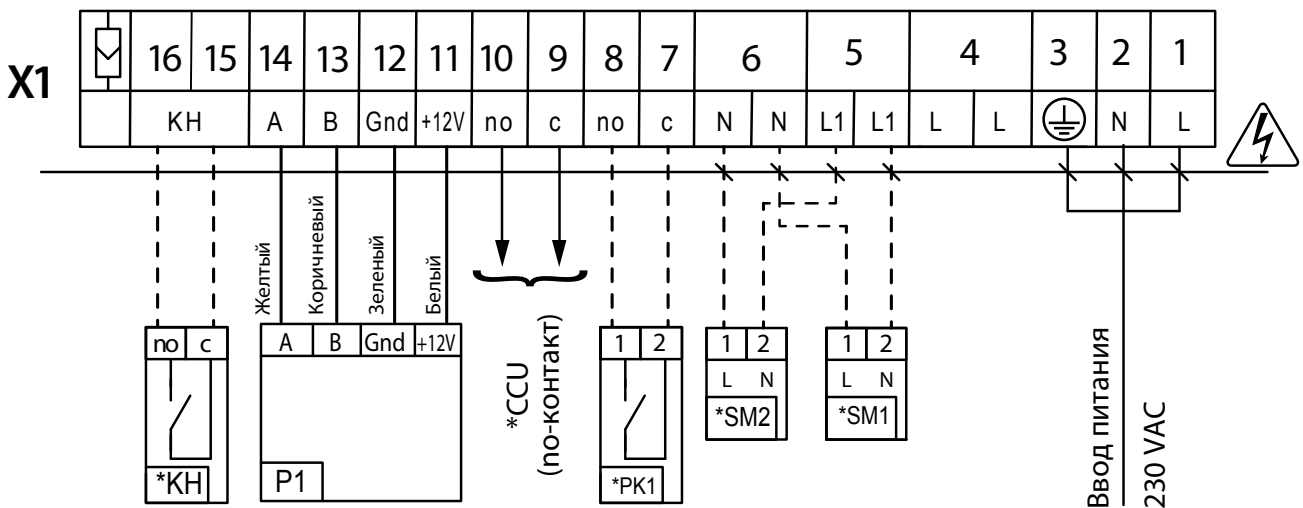 X1
16 15 14 13 12 11 10 9 8 7 6 5 4 3 2 1
KH A B Gnd +12V no c no c N N L1 L1 L L N L
Желтый
Коричневый
Зеленый
Белый
no c
*KH
A B Gnd +12V
P1
*CCU
(no-контакт)
1 2
*PK1
1 2
L N
*SM2
1 2
L N
*SM1
Ввод питания
230 VAC